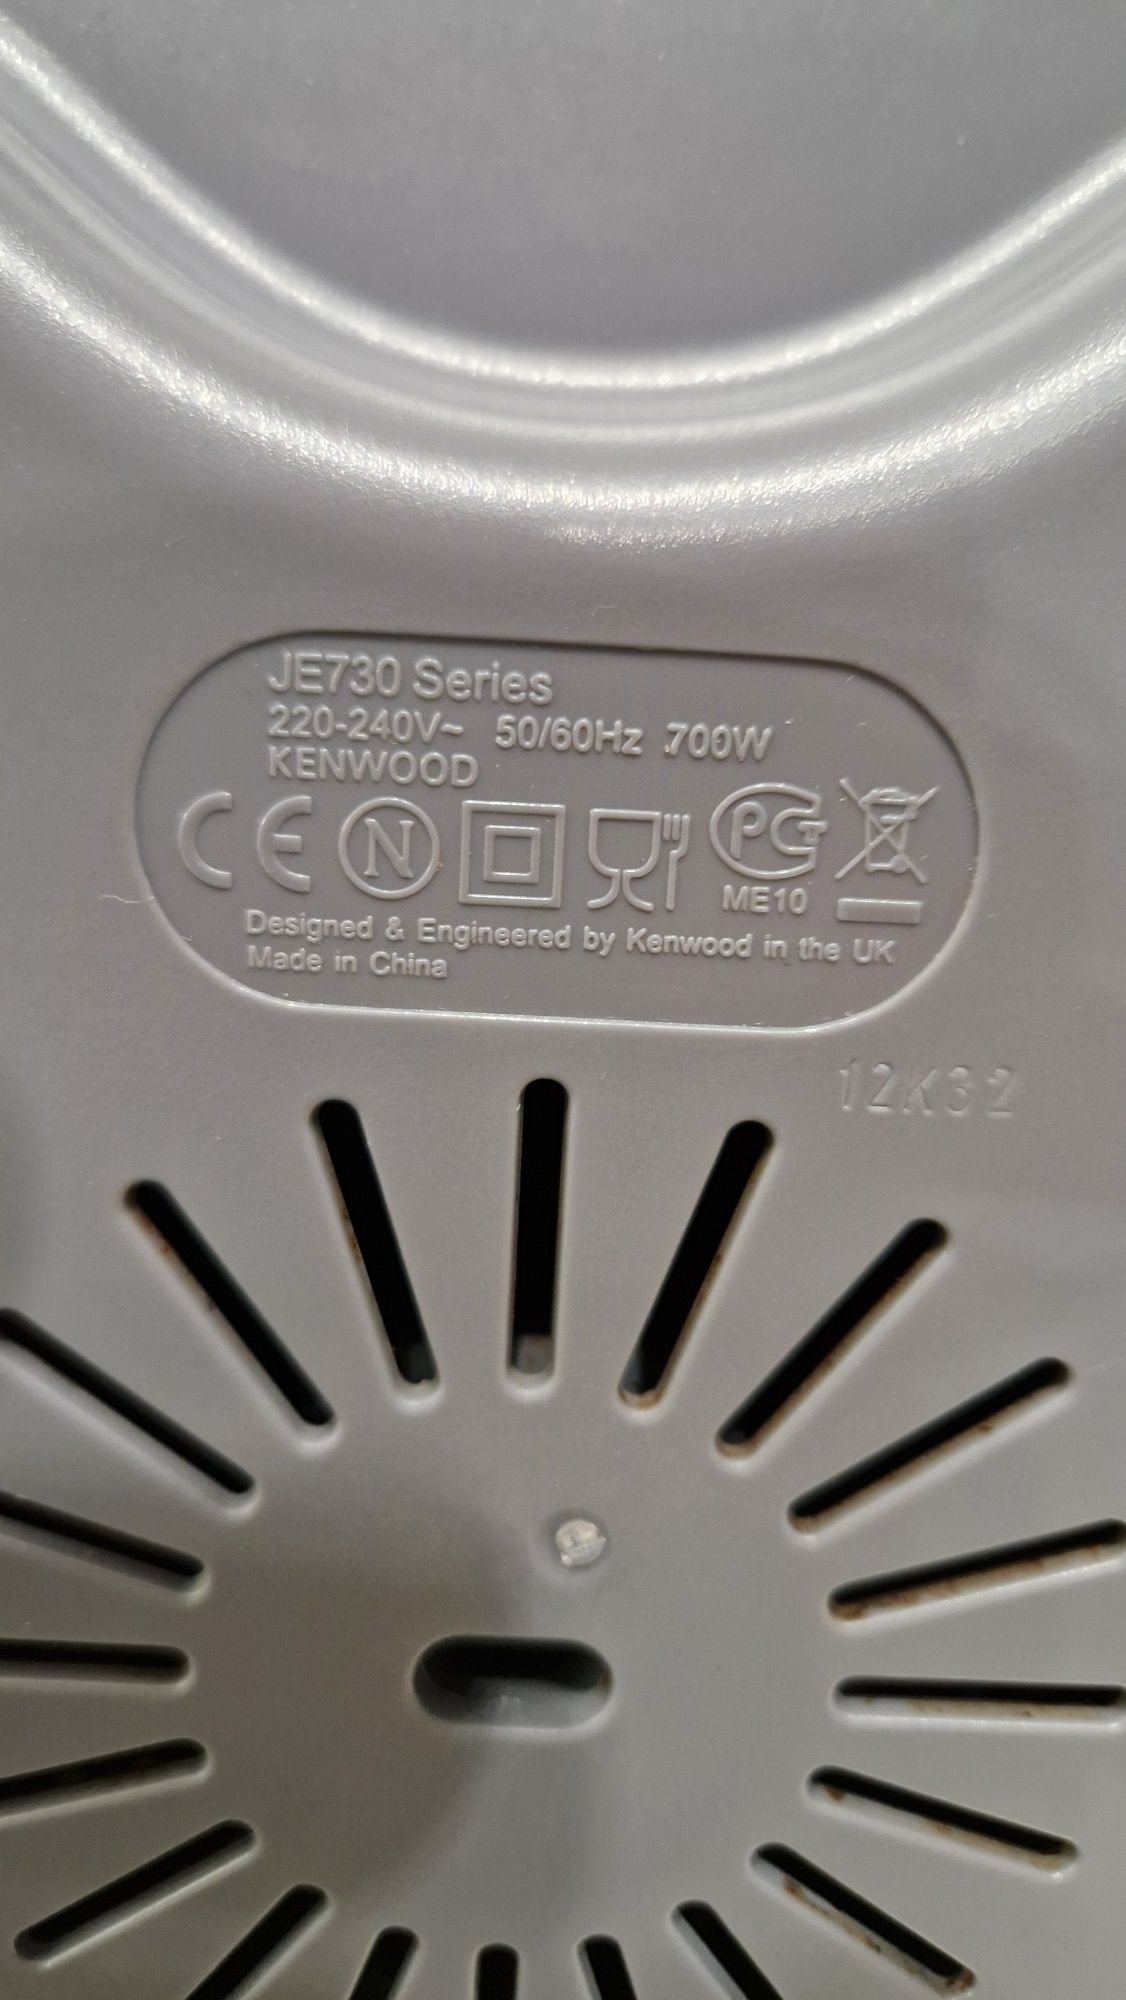 JE730 Series
220-240V~ 50/60Hz 700W
KENWOOD
CE N PG
ME10
Designed & Engineered by Kenwood in the UK
Made in China
12K32